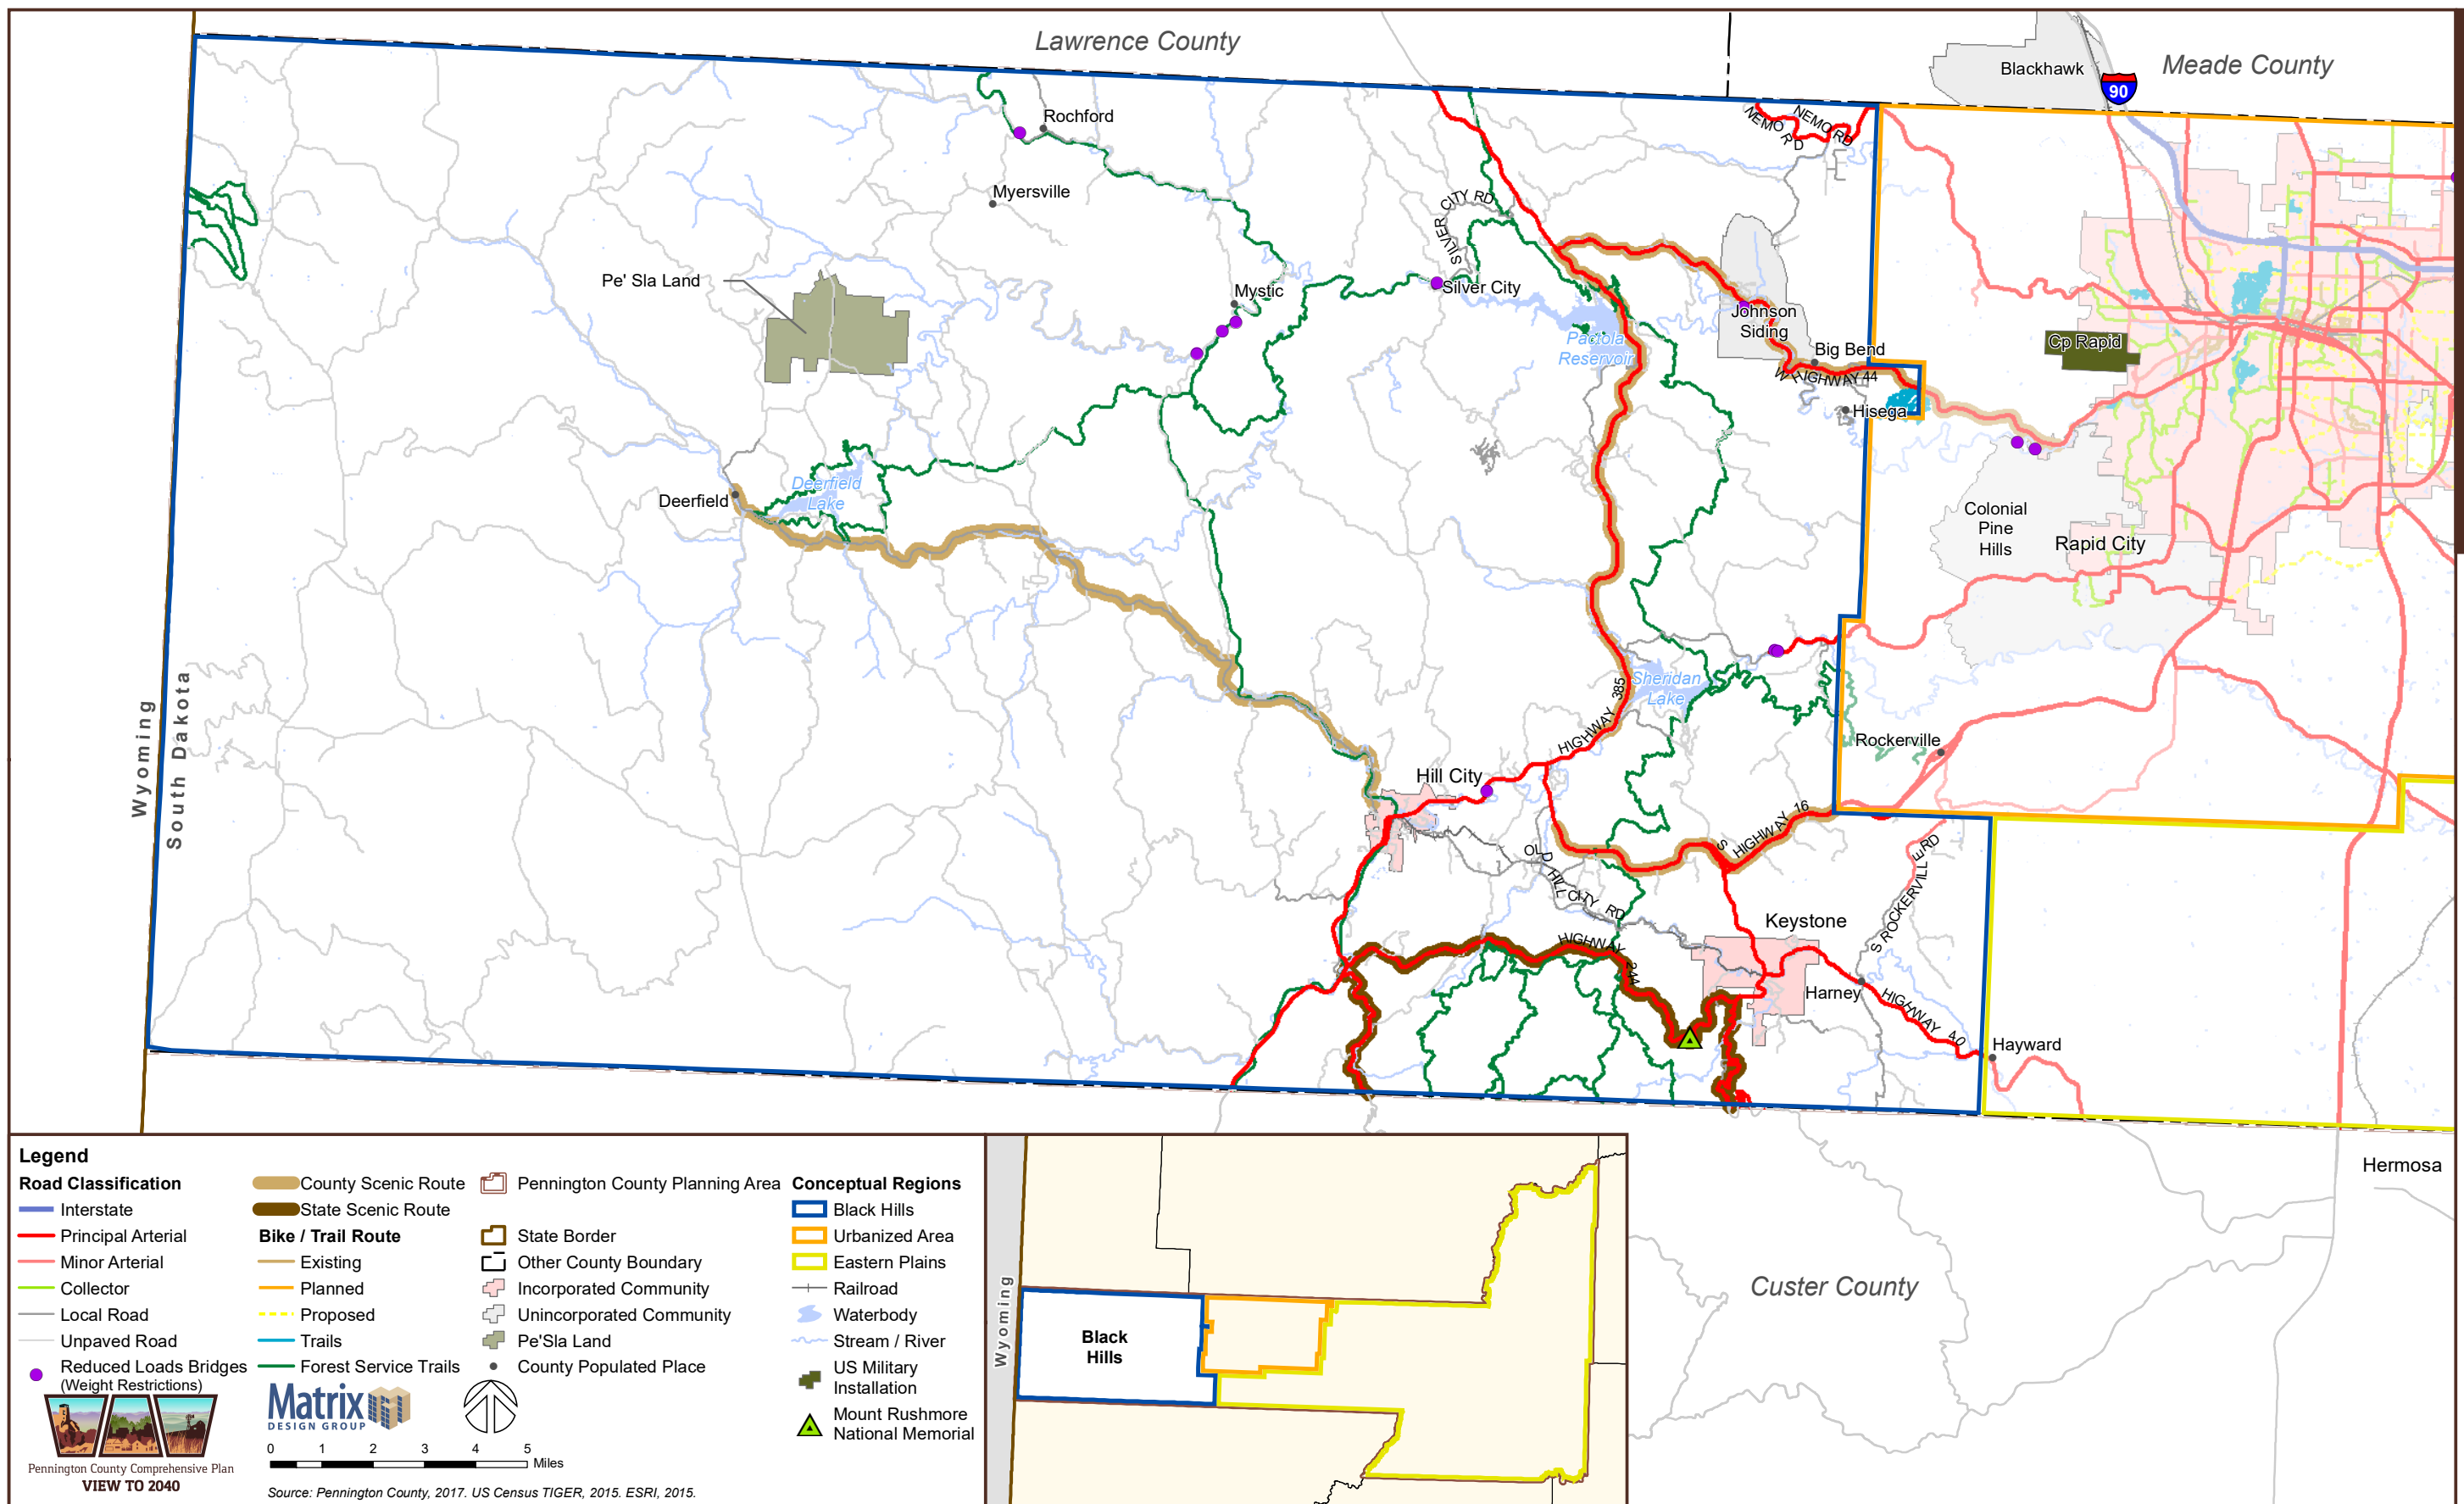 Lawrence County
Meade County
Blackhawk
90
Rochford
NEMO RD
NEMO RD
Myersville
SILVER CITY RD
Pe' Sla Land
Mystic
Silver City
Johnson
Siding
Pactola
Reservoir
Big Bend
Cp Rapid
W HIGHWAY 44
Hisega
Deerfield
Lake
Deerfield
Colonial
Pine
Hills
Rapid City
Wyoming
South Dakota
Sheridan
Lake
HIGHWAY 385
Rockerville
Hill City
S HIGHWAY 16
OLD HILL CITY RD
S ROCKERVILLE RD
Keystone
HIGHWAY 244
Harney
HIGHWAY 40
Hayward
Hermosa
Custer County
Legend
Road Classification
Interstate
Principal Arterial
Minor Arterial
Collector
Local Road
Unpaved Road
Reduced Loads Bridges
(Weight Restrictions)
County Scenic Route
State Scenic Route
Bike / Trail Route
Existing
Planned
Proposed
Trails
Forest Service Trails
Pennington County Planning Area
State Border
Other County Boundary
Incorporated Community
Unincorporated Community
Pe'Sla Land
County Populated Place
Conceptual Regions
Black Hills
Urbanized Area
Eastern Plains
Railroad
Waterbody
Stream / River
US Military
Installation
Mount Rushmore
National Memorial
Pennington County Comprehensive Plan
VIEW TO 2040
Matrix
DESIGN GROUP
0 1 2 3 4 5
Miles
Source: Pennington County, 2017. US Census TIGER, 2015. ESRI, 2015.
Wyoming
Black
Hills